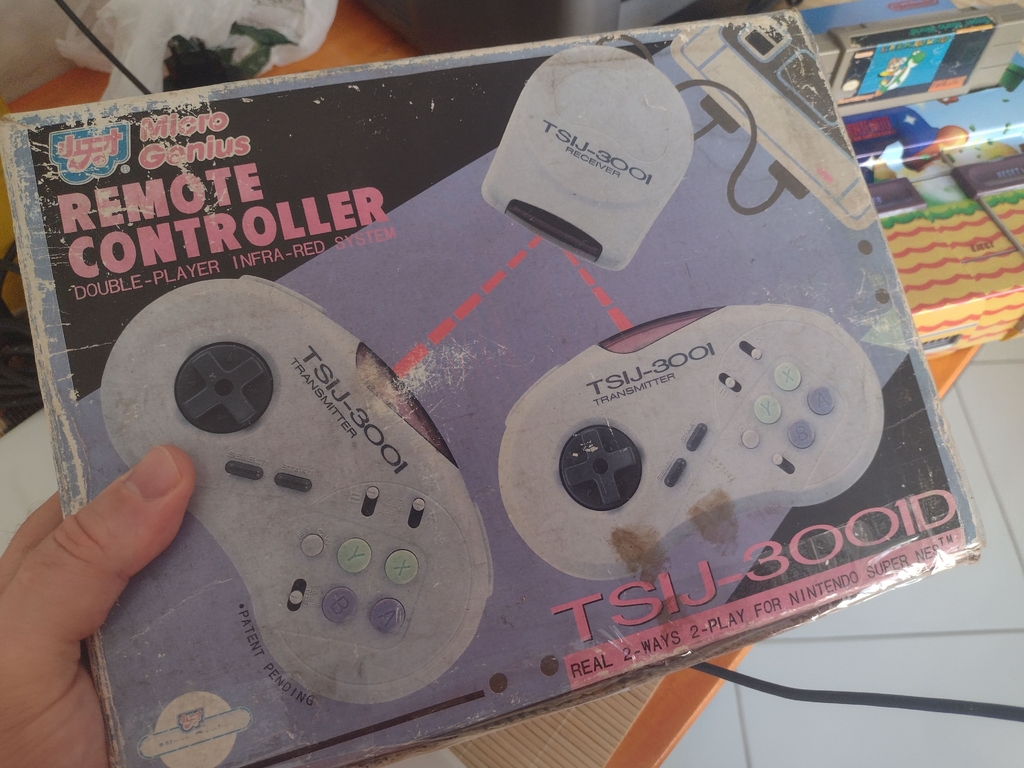 Micro
Genius
REMOTE
CONTROLLER
DOUBLE-PLAYER INFRA-RED SYSTEM
TSIJ-3001
RECEIVER
TSIJ-3001
TRANSMITTER
Y
X
B
A
TSIJ-3001
TRANSMITTER
X
Y
A
B
TSIJ-3001D
REAL 2-WAYS 2-PLAY FOR NINTENDO SUPER NES™
*PATENT PENDING
RESET